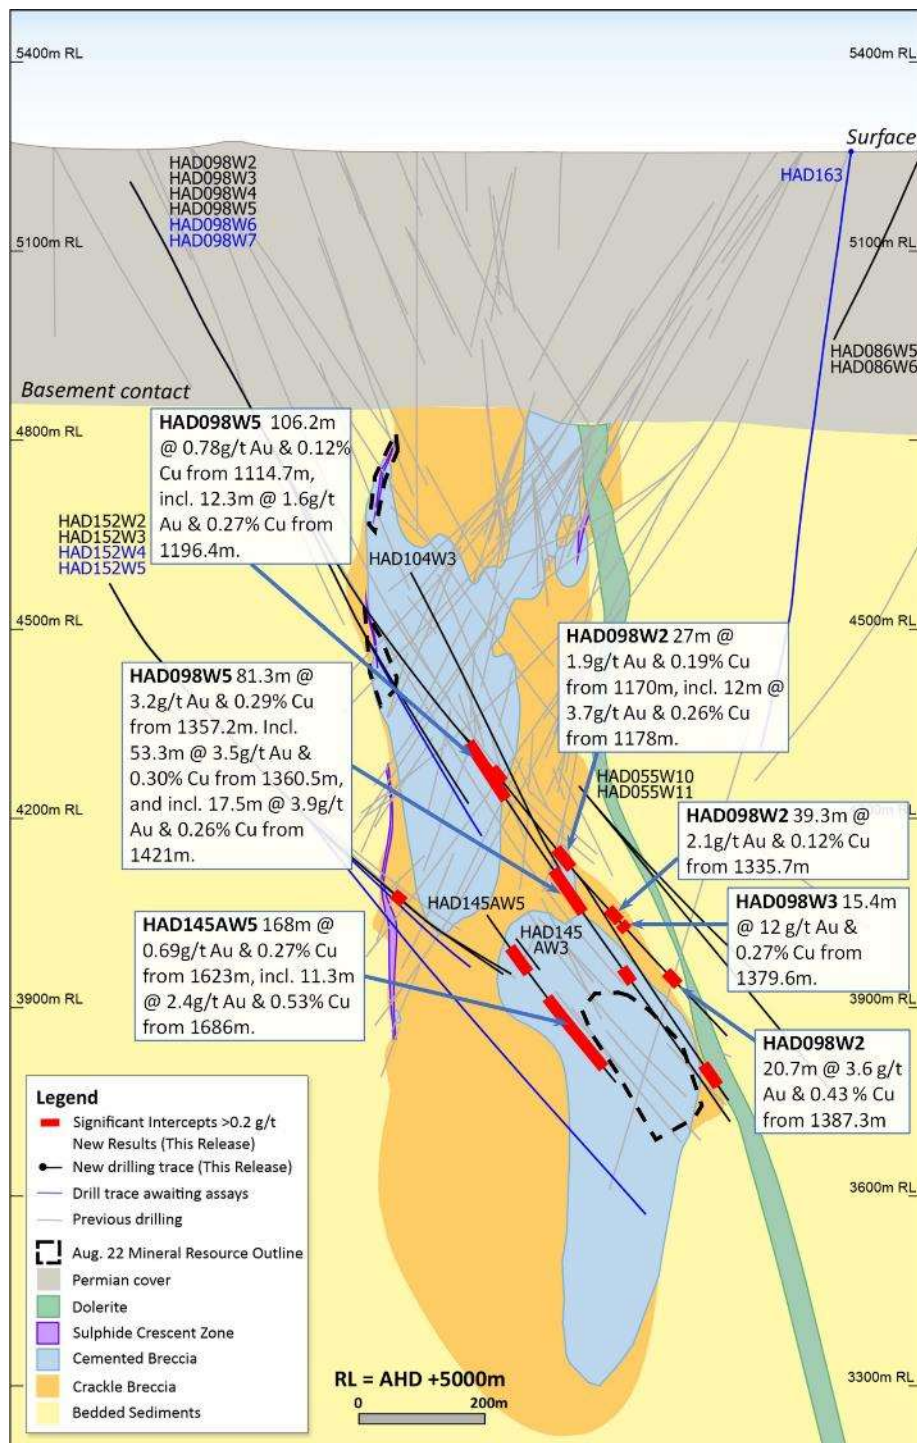 5400m RL
5400m RL
Surface
HAD098W2
HAD098W3
HAD098W4
HAD098W5
HAD098W6
HAD098W7
HAD163
5100m RL
5100m RL
HAD086W5
HAD086W6
Basement contact
4800m RL
4800m RL
HAD098W5 106.2m
@ 0.78g/t Au & 0.12%
Cu from 1114.7m,
incl. 12.3m @ 1.6g/t
Au & 0.27% Cu from
1196.4m.
HAD152W2
HAD152W3
HAD152W4
HAD152W5
HAD104W3
4500m RL
4500m RL
HAD098W2 27m @
1.9g/t Au & 0.19% Cu
from 1170m, incl. 12m @
3.7g/t Au & 0.26% Cu
from 1178m.
HAD098W5 81.3m @
3.2g/t Au & 0.29% Cu
from 1357.2m. Incl.
53.3m @ 3.5g/t Au &
0.30% Cu from 1360.5m,
and incl. 17.5m @ 3.9g/t
Au & 0.26% Cu from
1421m.
HAD055W10
HAD055W11
4200m RL
m RL
HAD098W2 39.3m @
2.1g/t Au & 0.12% Cu
from 1335.7m
HAD098W3 15.4m
@ 12 g/t Au &
0.27% Cu from
1379.6m.
HAD145AW5
HAD145
AW3
HAD145AW5 168m @
0.69g/t Au & 0.27% Cu
from 1623m, incl. 11.3m
@ 2.4g/t Au & 0.53% Cu
from 1686m.
3900m RL
3900m RL
HAD098W2
20.7m @ 3.6 g/t
Au & 0.43 % Cu
from 1387.3m
Legend
Significant Intercepts >0.2 g/t
New Results (This Release)
New drilling trace (This Release)
Drill trace awaiting assays
Previous drilling
Aug. 22 Mineral Resource Outline
Permian cover
Dolerite
Sulphide Crescent Zone
Cemented Breccia
Crackle Breccia
Bedded Sediments
3600m RL
3300m RL
RL = AHD +5000m
0
200m